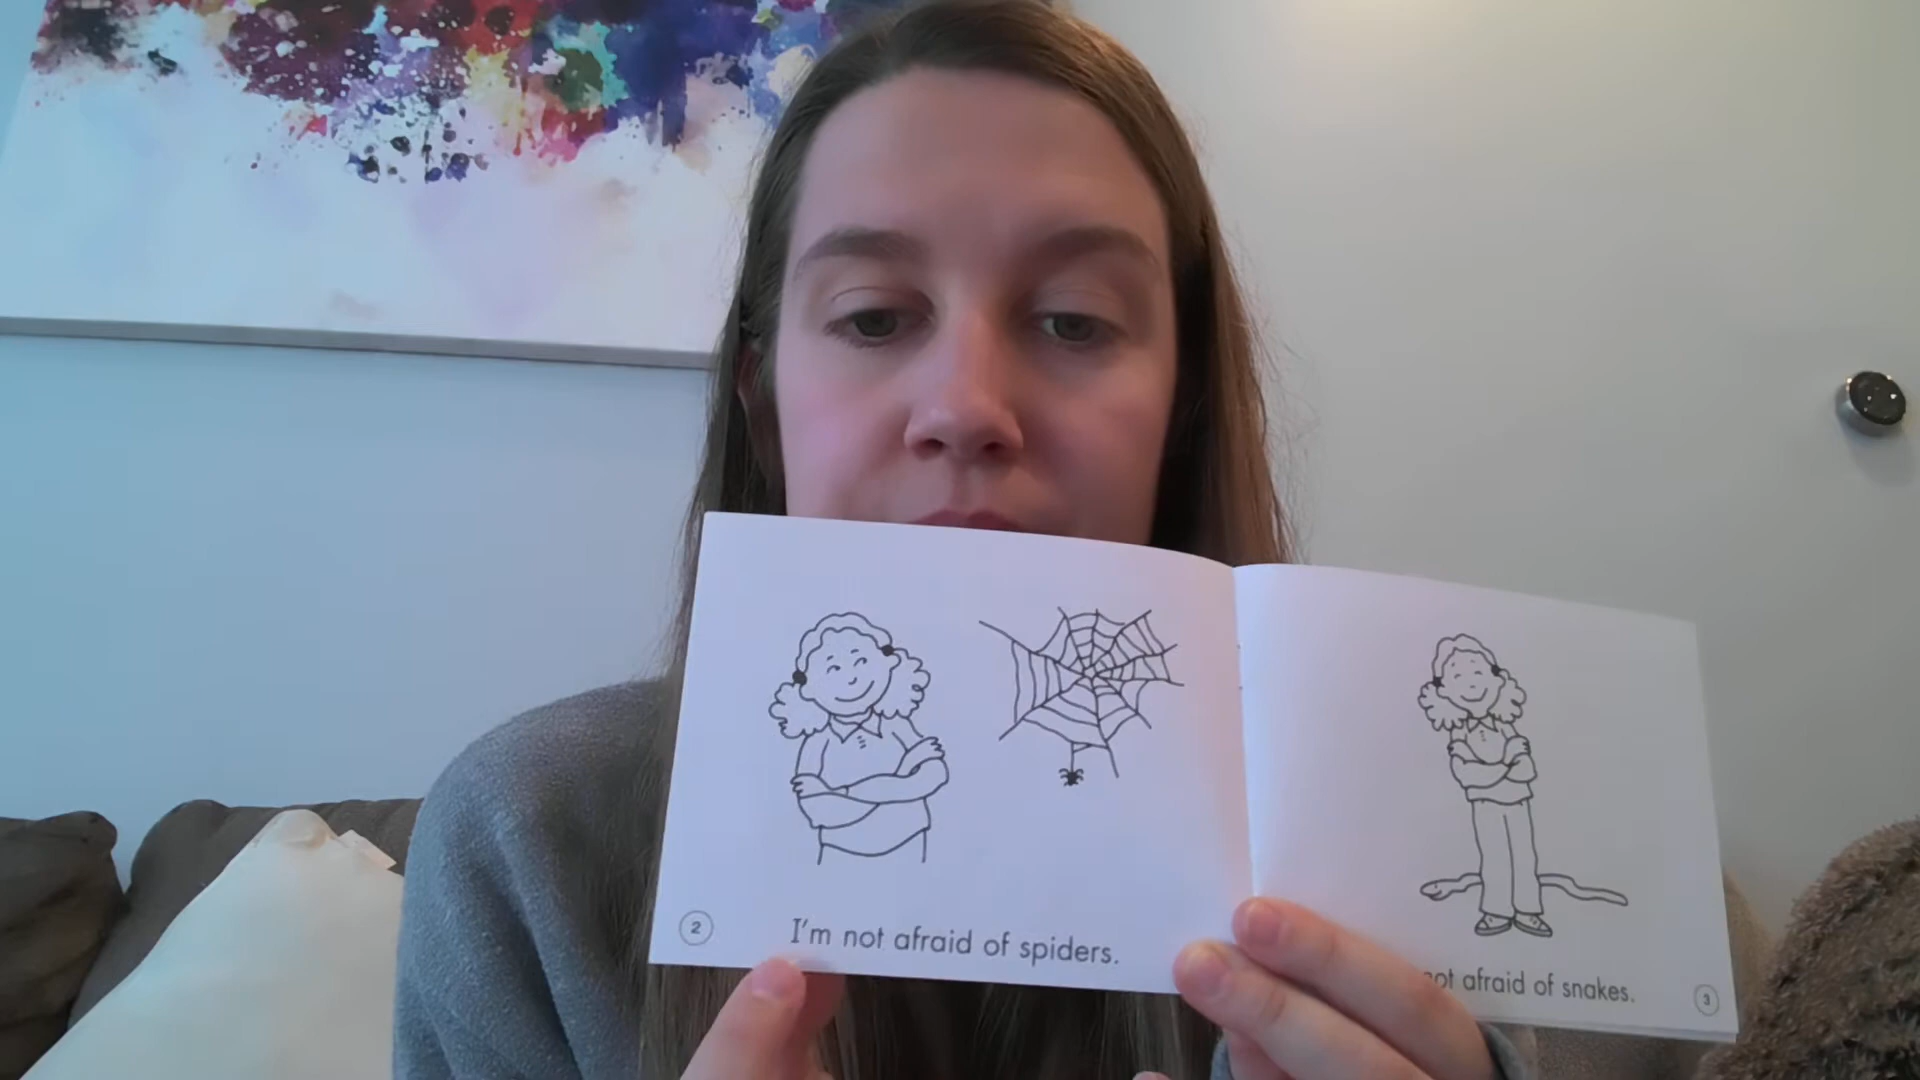 2
I'm not afraid of spiders.
not afraid of snakes.
3